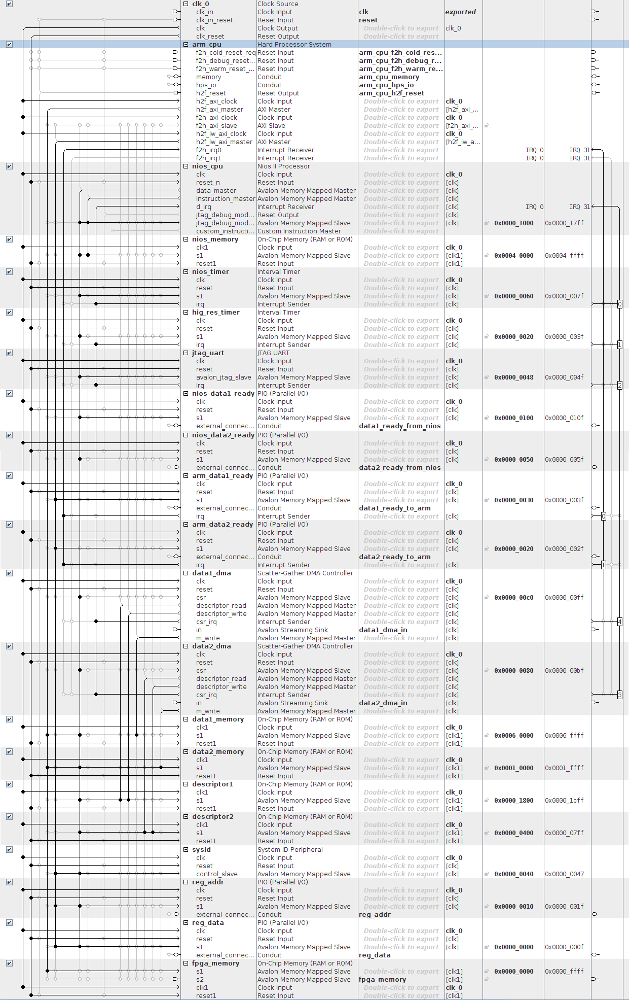 clk_0 Clock Source
clk_in Clock Input clk exported
clk_in_reset Reset Input reset
clk Clock Output Double-click to export clk_0
clk_reset Reset Output Double-click to export
arm_cpu Hard Processor System
f2h_cold_reset_req Reset Input arm_cpu_f2h_cold_res...
f2h_debug_reset... Reset Input arm_cpu_f2h_debug_r...
f2h_warm_reset_... Reset Input arm_cpu_f2h_warm_re...
memory Conduit arm_cpu_memory
hps_io Conduit arm_cpu_hps_io
h2f_reset Reset Output arm_cpu_h2f_reset
h2f_axi_clock Clock Input Double-click to export clk_0
h2f_axi_master AXI Master Double-click to export [h2f_axi_...
f2h_axi_clock Clock Input Double-click to export clk_0
f2h_axi_slave AXI Slave Double-click to export [f2h_axi_...
h2f_lw_axi_clock Clock Input Double-click to export clk_0
h2f_lw_axi_master AXI Master Double-click to export [h2f_lw_a...
f2h_irq0 Interrupt Receiver Double-click to export IRQ 0 IRQ 31
f2h_irq1 Interrupt Receiver Double-click to export IRQ 0 IRQ 31
nios_cpu Nios II Processor
clk Clock Input Double-click to export clk_0
reset_n Reset Input Double-click to export [clk]
data_master Avalon Memory Mapped Master Double-click to export [clk]
instruction_master Avalon Memory Mapped Master Double-click to export [clk]
d_irq Interrupt Receiver Double-click to export [clk] IRQ 0 IRQ 31
jtag_debug_mod... Reset Output Double-click to export [clk]
jtag_debug_mod... Avalon Memory Mapped Slave Double-click to export [clk] 0x0000_1000 0x0000_17ff
custom_instructi... Custom Instruction Master Double-click to export
nios_memory On-Chip Memory (RAM or ROM)
clk1 Clock Input Double-click to export clk_0
s1 Avalon Memory Mapped Slave Double-click to export [clk1] 0x0004_0000 0x0004_ffff
reset1 Reset Input Double-click to export [clk1]
nios_timer Interval Timer
clk Clock Input Double-click to export clk_0
reset Reset Input Double-click to export [clk]
s1 Avalon Memory Mapped Slave Double-click to export [clk] 0x0000_0060 0x0000_007f
irq Interrupt Sender Double-click to export [clk] 0
hig_res_timer Interval Timer
clk Clock Input Double-click to export clk_0
reset Reset Input Double-click to export [clk]
s1 Avalon Memory Mapped Slave Double-click to export [clk] 0x0000_0020 0x0000_003f
irq Interrupt Sender Double-click to export [clk] 1
jtag_uart JTAG UART
clk Clock Input Double-click to export clk_0
reset Reset Input Double-click to export [clk]
avalon_jtag_slave Avalon Memory Mapped Slave Double-click to export [clk] 0x0000_0048 0x0000_004f
irq Interrupt Sender Double-click to export [clk] 2
nios_data1_ready PIO (Parallel I/O)
clk Clock Input Double-click to export clk_0
reset Reset Input Double-click to export [clk]
s1 Avalon Memory Mapped Slave Double-click to export [clk] 0x0000_0100 0x0000_010f
external_connec... Conduit data1_ready_from_nios
nios_data2_ready PIO (Parallel I/O)
clk Clock Input Double-click to export clk_0
reset Reset Input Double-click to export [clk]
s1 Avalon Memory Mapped Slave Double-click to export [clk] 0x0000_0050 0x0000_005f
external_connec... Conduit data2_ready_from_nios
arm_data1_ready PIO (Parallel I/O)
clk Clock Input Double-click to export clk_0
reset Reset Input Double-click to export [clk]
s1 Avalon Memory Mapped Slave Double-click to export [clk] 0x0000_0030 0x0000_003f
external_connec... Conduit data1_ready_to_arm
irq Interrupt Sender Double-click to export [clk] 0
arm_data2_ready PIO (Parallel I/O)
clk Clock Input Double-click to export clk_0
reset Reset Input Double-click to export [clk]
s1 Avalon Memory Mapped Slave Double-click to export [clk] 0x0000_0020 0x0000_002f
external_connec... Conduit data2_ready_to_arm
irq Interrupt Sender Double-click to export [clk] 1
data1_dma Scatter-Gather DMA Controller
clk Clock Input Double-click to export clk_0
reset Reset Input Double-click to export [clk]
csr Avalon Memory Mapped Slave Double-click to export [clk] 0x0000_00c0 0x0000_00ff
descriptor_read Avalon Memory Mapped Master Double-click to export [clk]
descriptor_write Avalon Memory Mapped Master Double-click to export [clk]
csr_irq Interrupt Sender Double-click to export [clk] 4
in Avalon Streaming Sink data1_dma_in [clk]
m_write Avalon Memory Mapped Master Double-click to export [clk]
data2_dma Scatter-Gather DMA Controller
clk Clock Input Double-click to export clk_0
reset Reset Input Double-click to export [clk]
csr Avalon Memory Mapped Slave Double-click to export [clk] 0x0000_0080 0x0000_00bf
descriptor_read Avalon Memory Mapped Master Double-click to export [clk]
descriptor_write Avalon Memory Mapped Master Double-click to export [clk]
csr_irq Interrupt Sender Double-click to export [clk] 3
in Avalon Streaming Sink data2_dma_in [clk]
m_write Avalon Memory Mapped Master Double-click to export [clk]
data1_memory On-Chip Memory (RAM or ROM)
clk1 Clock Input Double-click to export clk_0
s1 Avalon Memory Mapped Slave Double-click to export [clk1] 0x0006_0000 0x0006_ffff
reset1 Reset Input Double-click to export [clk1]
data2_memory On-Chip Memory (RAM or ROM)
clk1 Clock Input Double-click to export clk_0
s1 Avalon Memory Mapped Slave Double-click to export [clk1] 0x0001_0000 0x0001_ffff
reset1 Reset Input Double-click to export [clk1]
descriptor1 On-Chip Memory (RAM or ROM)
clk1 Clock Input Double-click to export clk_0
s1 Avalon Memory Mapped Slave Double-click to export [clk1] 0x0000_1800 0x0000_1bff
reset1 Reset Input Double-click to export [clk1]
descriptor2 On-Chip Memory (RAM or ROM)
clk1 Clock Input Double-click to export clk_0
s1 Avalon Memory Mapped Slave Double-click to export [clk1] 0x0000_0400 0x0000_07ff
reset1 Reset Input Double-click to export [clk1]
sysid System ID Peripheral
clk Clock Input Double-click to export clk_0
reset Reset Input Double-click to export [clk]
control_slave Avalon Memory Mapped Slave Double-click to export [clk] 0x0000_0040 0x0000_0047
reg_addr PIO (Parallel I/O)
clk Clock Input Double-click to export clk_0
reset Reset Input Double-click to export [clk]
s1 Avalon Memory Mapped Slave Double-click to export [clk] 0x0000_0010 0x0000_001f
external_connec... Conduit reg_addr
reg_data PIO (Parallel I/O)
clk Clock Input Double-click to export clk_0
reset Reset Input Double-click to export [clk]
s1 Avalon Memory Mapped Slave Double-click to export [clk] 0x0000_0000 0x0000_000f
external_connec... Conduit reg_data
fpga_memory On-Chip Memory (RAM or ROM)
s1 Avalon Memory Mapped Slave Double-click to export [clk1] 0x0000_0000 0x0000_ffff
s2 Avalon Memory Mapped Slave fpga_memory [clk1]
clk1 Clock Input Double-click to export clk_0
reset1 Reset Input Double-click to export [clk1]